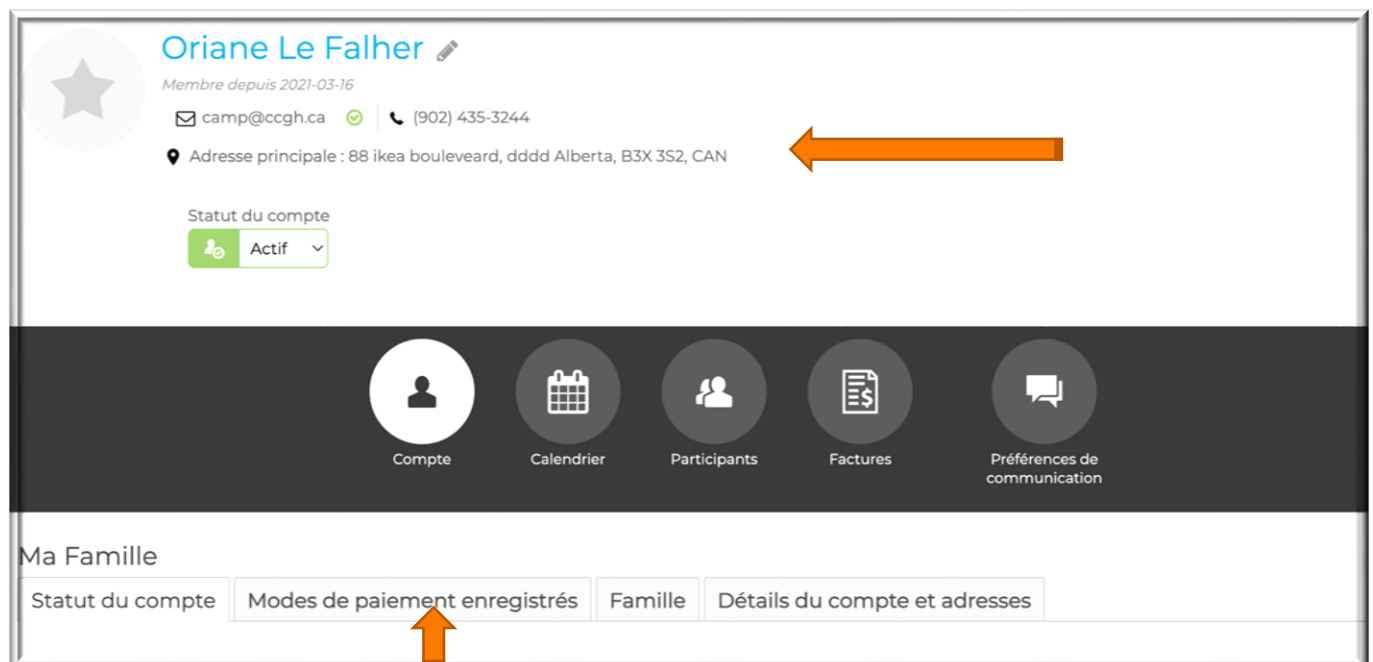 Oriane Le Falher
Membre depuis 2021-03-16
camp@ccgh.ca (902) 435-3244
Adresse principale : 88 ikea bouleveard, dddd Alberta, B3X 3S2, CAN
Statut du compte
Actif
Compte Calendrier Participants Factures Préférences de
communication
Ma Famille
Statut du compte Modes de paiement enregistrés Famille Détails du compte et adresses